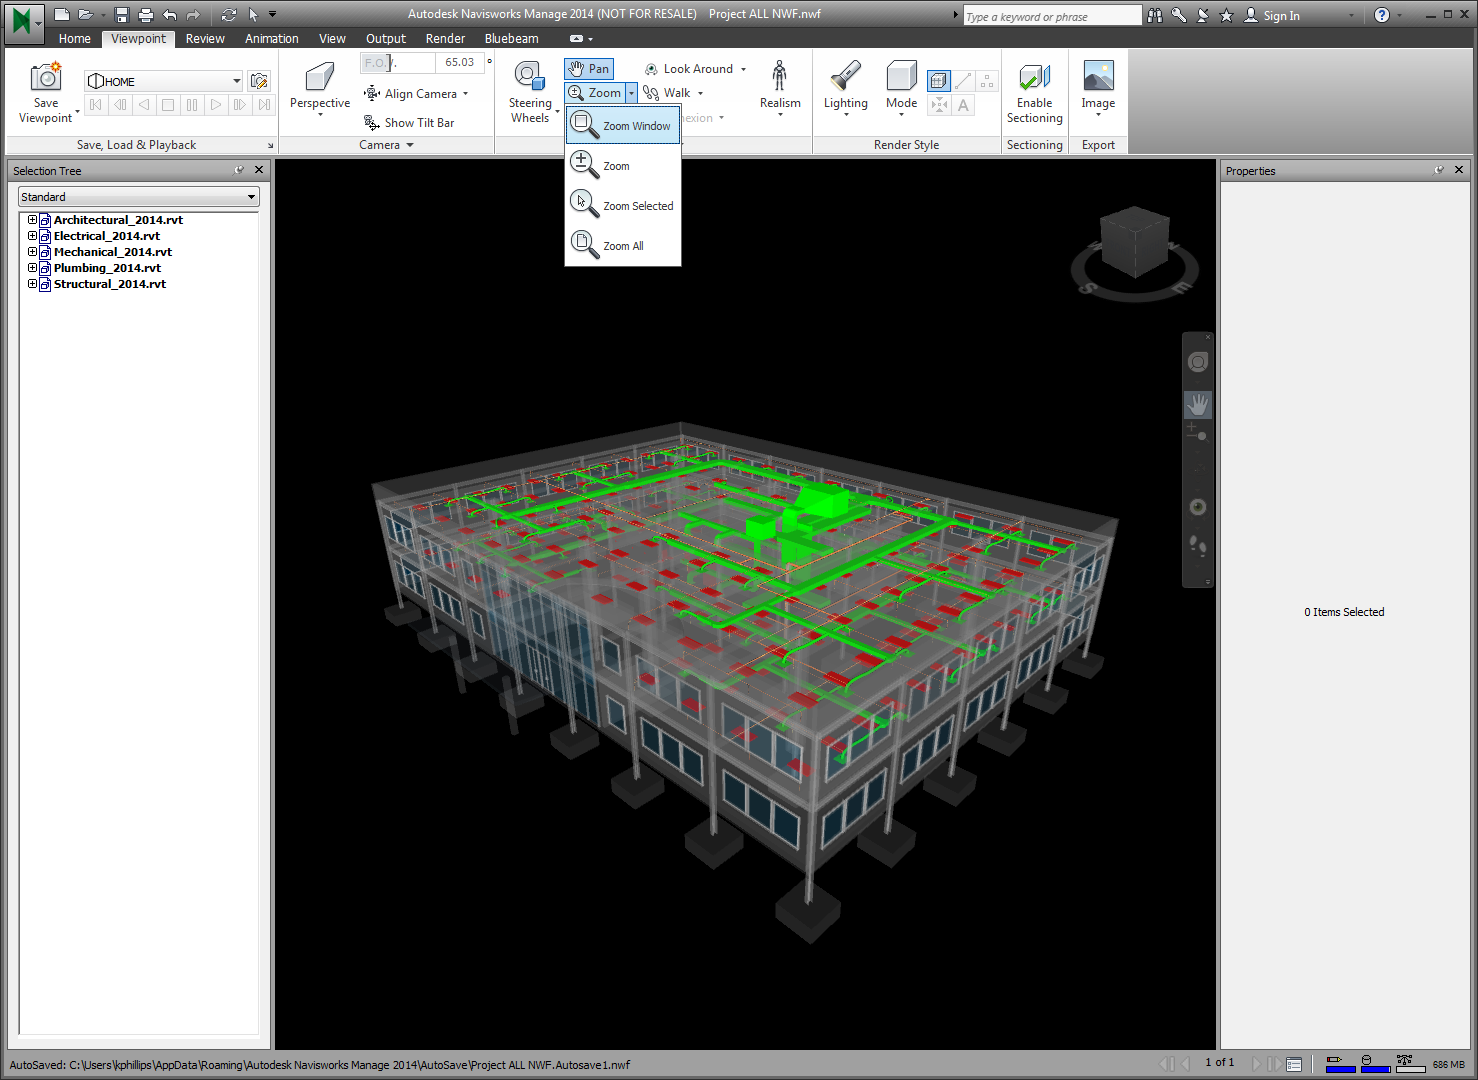 Autodesk Navisworks Manage 2014 (NOT FOR RESALE) Project ALL NWF.nwf
Type a keyword or phrase
Sign In
Home Viewpoint Review Animation View Output Render Bluebeam
Save Viewpoint
HOME
Save, Load & Playback
Perspective
F.O.V.
65.03 °
Align Camera
Show Tilt Bar
Camera
Steering Wheels
Pan
Zoom
Look Around
Walk
Realism
Lighting
Mode
A
Render Style
Enable Sectioning
Sectioning
Image
Export
Zoom Window
Zoom
Zoom Selected
Zoom All
Selection Tree
Standard
Architectural_2014.rvt
Electrical_2014.rvt
Mechanical_2014.rvt
Plumbing_2014.rvt
Structural_2014.rvt
S
E
Properties
0 Items Selected
AutoSaved: C:\Users\kphillips\AppData\Roaming\Autodesk Navisworks Manage 2014\AutoSave\Project ALL NWF.Autosave1.nwf
1 of 1
686 MB